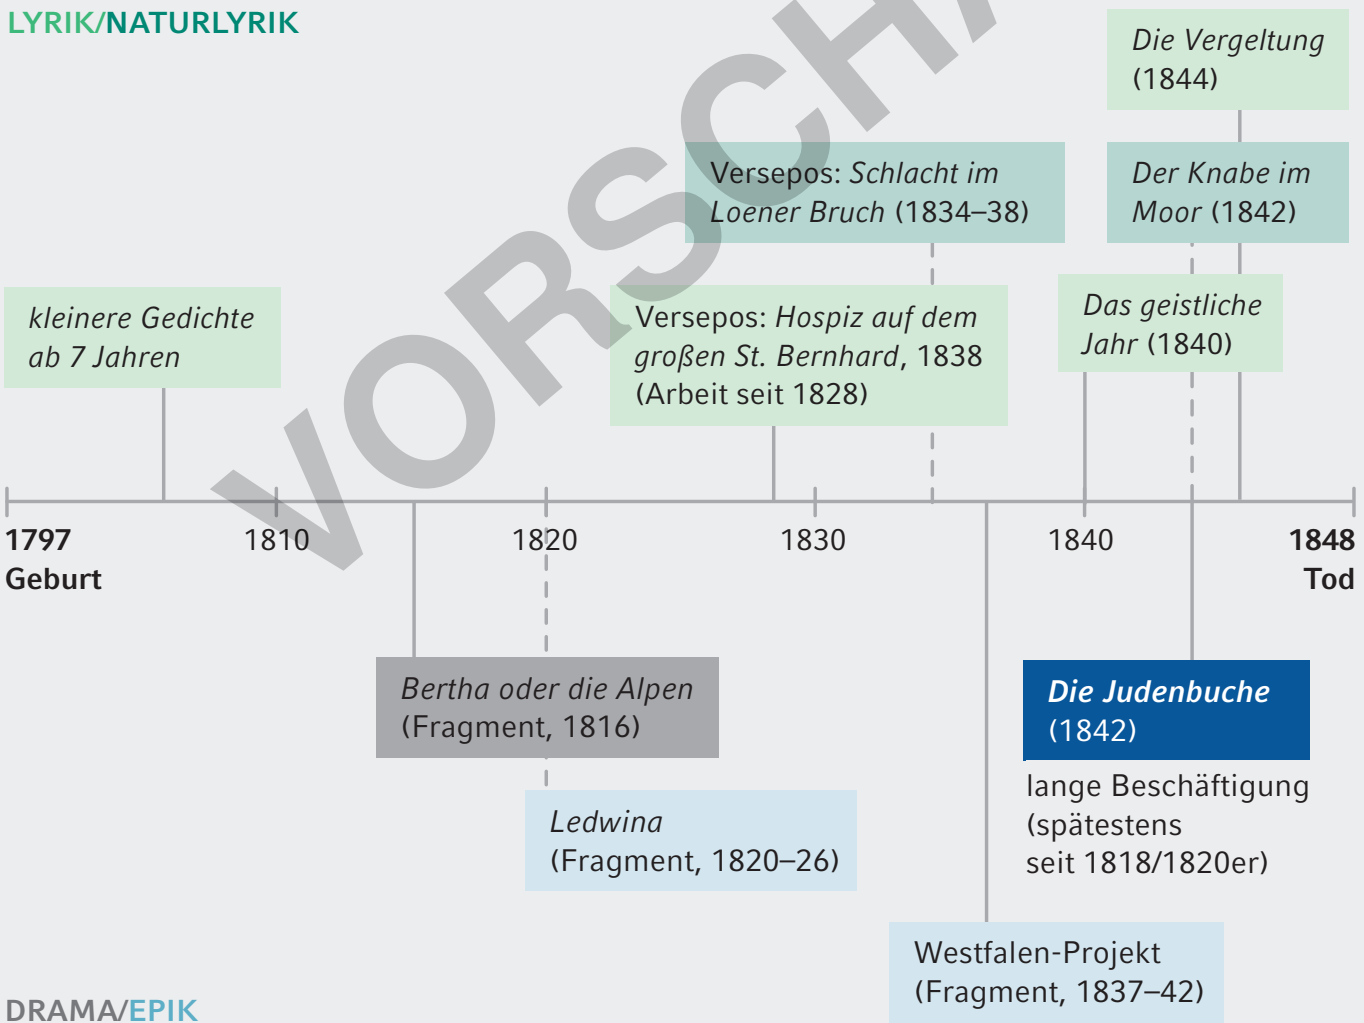 LYRIK/NATURLYRIK
Die Vergeltung
(1844)
Versepos: Schlacht im
Loener Bruch (1834–38)
Der Knabe im
Moor (1842)
kleinere Gedichte
ab 7 Jahren
Versepos: Hospiz auf dem
großen St. Bernhard, 1838
(Arbeit seit 1828)
Das geistliche
Jahr (1840)
1797
Geburt
1810
1820
1830
1840
1848
Tod
Bertha oder die Alpen
(Fragment, 1816)
Ledwina
(Fragment, 1820–26)
Die Judenbuche
(1842)
lange Beschäftigung
(spätestens
seit 1818/1820er)
Westfalen-Projekt
(Fragment, 1837–42)
DRAMA/EPIK
VORSCHA